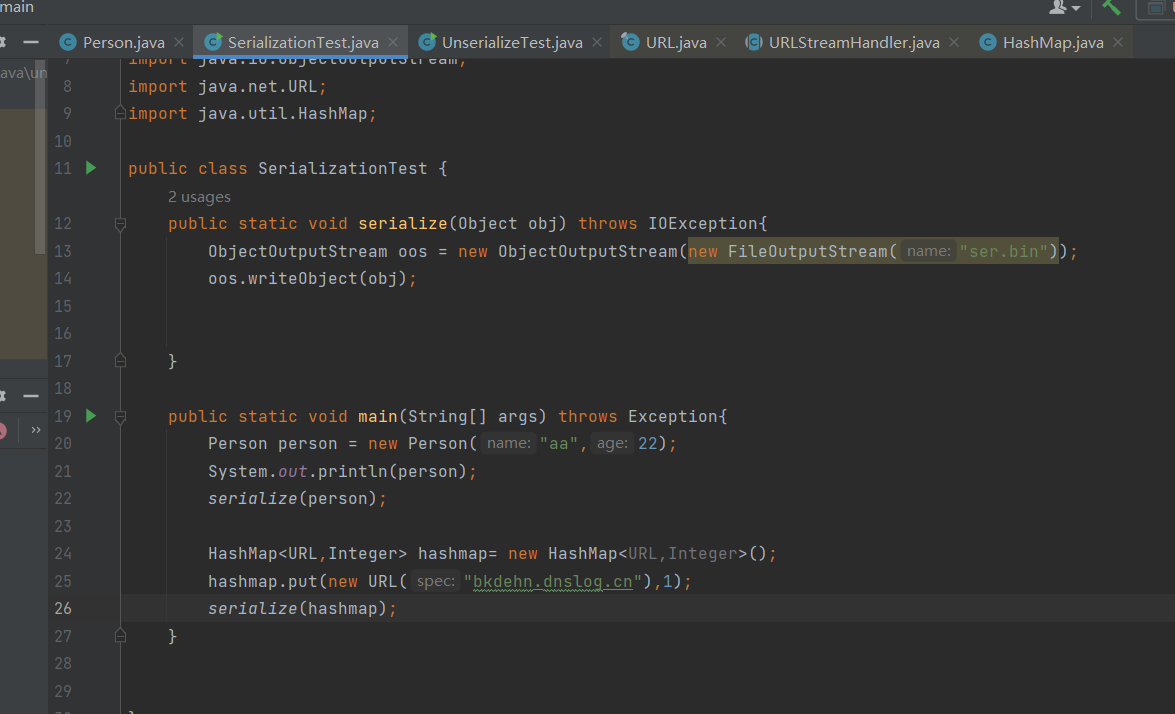 main
Person.java SerializationTest.java UnserializeTest.java URL.java URLStreamHandler.java HashMap.java
ava\un
7 import java.io.ObjectOutputStream;
8 import java.net.URL;
9 import java.util.HashMap;
10
11 public class SerializationTest {
2 usages
12 public static void serialize(Object obj) throws IOException{
13 ObjectOutputStream oos = new ObjectOutputStream(new FileOutputStream( name: "ser.bin"));
14 oos.writeObject(obj);
15
16
17 }
18
19 public static void main(String[] args) throws Exception{
20 Person person = new Person( name: "aa", age: 22);
21 System.out.println(person);
22 serialize(person);
23
24 HashMap<URL,Integer> hashmap= new HashMap<URL,Integer>();
25 hashmap.put(new URL( spec: "bkdehn.dnslog.cn"),1);
26 serialize(hashmap);
27 }
28
29